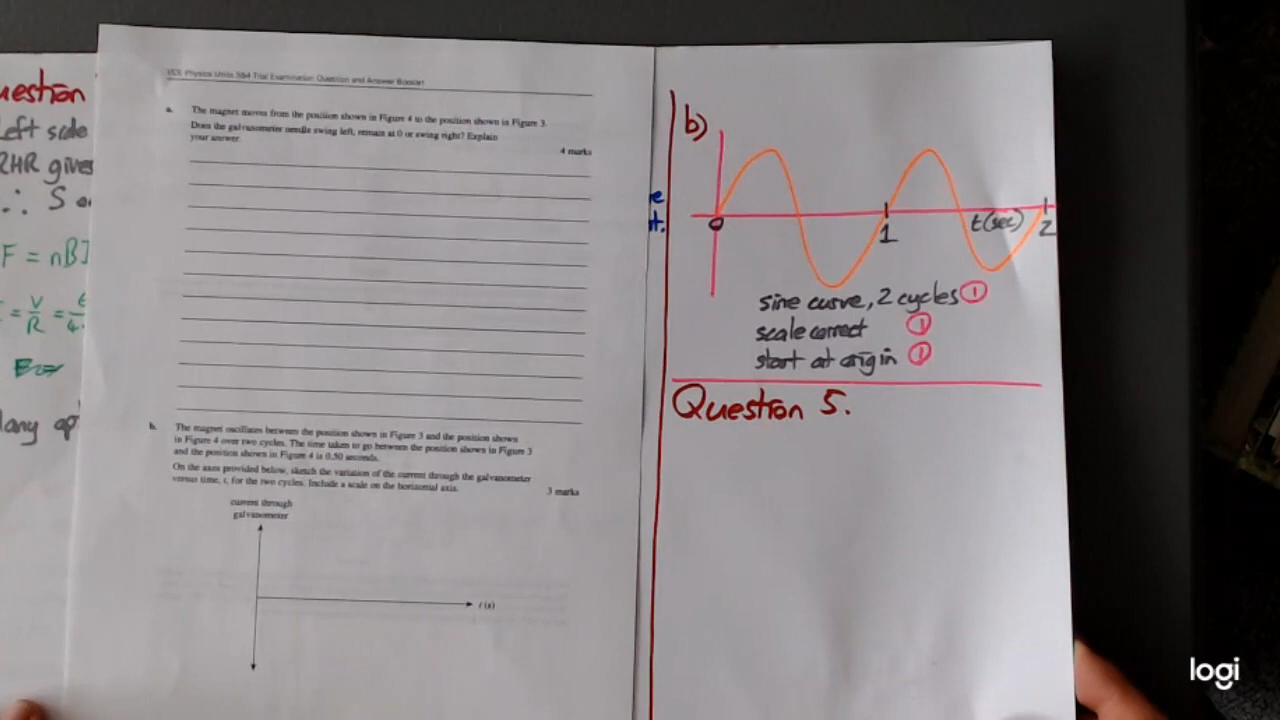 uestion
Left side
RHR gives
∴ S
F = nBI
= V/R =
any op
VCE Physics Units 3&4 Trial Examination Question and Answer Booklet
a. The magnet moves from the position shown in Figure 4 to the position shown in Figure 3.
Does the galvanometer needle swing left, remain at 0 or swing right? Explain
your answer.
4 marks
b. The magnet oscillates between the position shown in Figure 3 and the position shown
in Figure 4 over two cycles. The time taken to go between the position shown in Figure 3
and the position shown in Figure 4 is 0.50 seconds.
On the axes provided below, sketch the variation of the current through the galvanometer
versus time, t, for the two cycles. Include a scale on the horizontal axis.
3 marks
current through
galvanometer
t (s)
e
t.
b)
0
1
t(sec)
2
sine curve, 2 cycles 1
scale correct 1
start at origin 1
Question 5.
logi